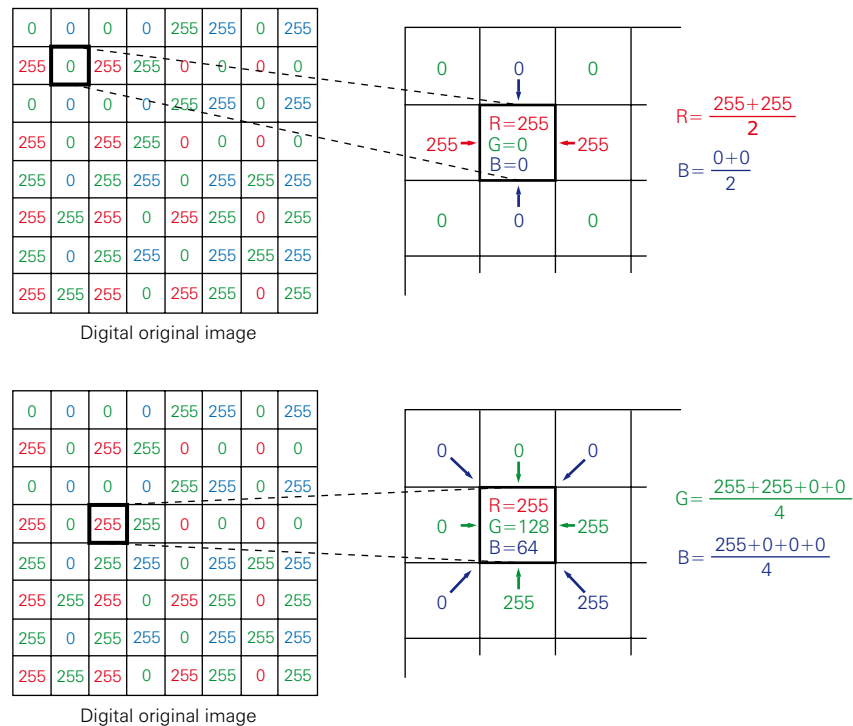 0 0 0 0 255 255 0 255
255 0 255 255 0 0 0 0
0 0 0 0 255 255 0 255
255 0 255 255 0 0 0 0
255 0 255 255 0 255 255 255
255 255 255 0 255 255 0 255
255 0 255 255 0 255 255 255
255 255 255 0 255 255 0 255
Digital original image
0 0 0
255 R=255 255
G=0
B=0
0 0 0
R= 255+255
2
B= 0+0
2
0 0 0 0 255 255 0 255
255 0 255 255 0 0 0 0
0 0 0 0 255 255 0 255
255 0 255 255 0 0 0 0
255 0 255 255 0 255 255 255
255 255 255 0 255 255 0 255
255 0 255 255 0 255 255 255
255 255 255 0 255 255 0 255
Digital original image
0 0 0
0 R=255 255
G=128
B=64
0 255 255
G= 255+255+0+0
4
B= 255+0+0+0
4